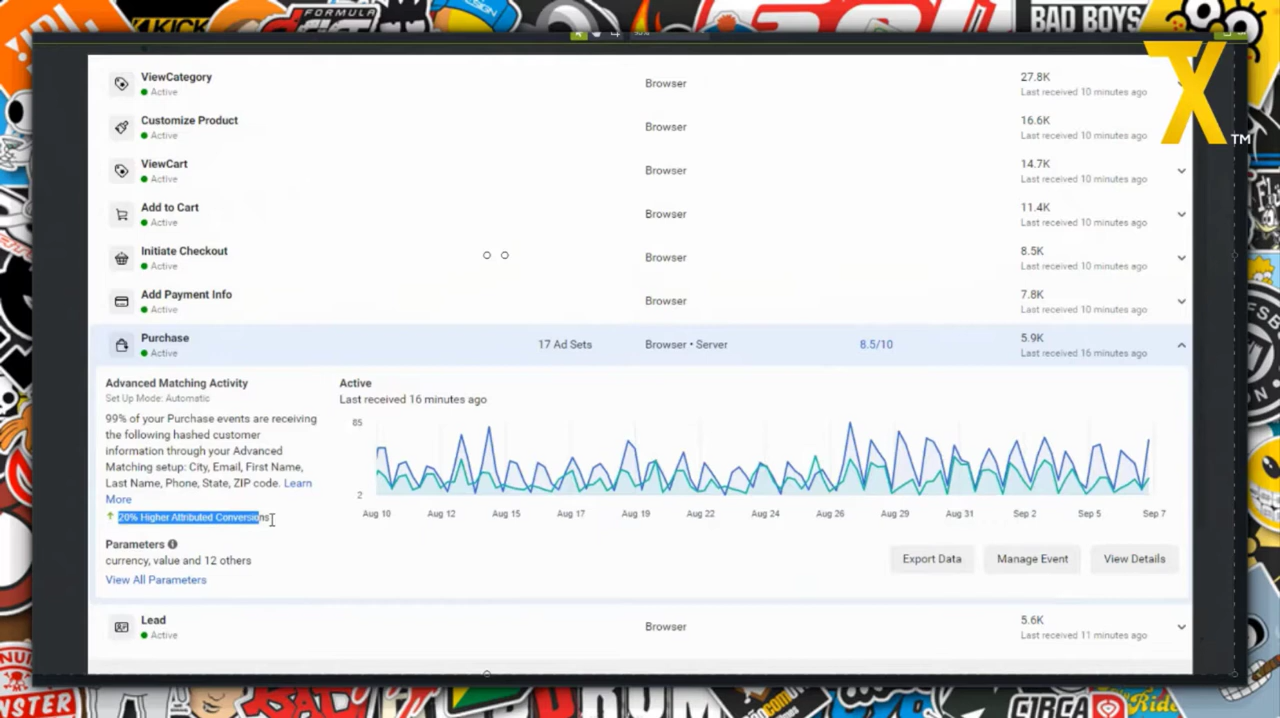 FORMULA
BAD BOYS
ViewCategory
Active
Browser
27.8K
Last received 10 minutes ago
Customize Product
Active
Browser
16.6K
Last received 10 minutes ago
ViewCart
Active
Browser
14.7K
Last received 10 minutes ago
Add to Cart
Active
Browser
11.4K
Last received 10 minutes ago
Initiate Checkout
Active
Browser
8.5K
Last received 10 minutes ago
Add Payment Info
Active
Browser
7.8K
Last received 10 minutes ago
Purchase
Active
17 Ad Sets
Browser • Server
8.5/10
5.9K
Last received 16 minutes ago
Advanced Matching Activity
Set Up Mode: Automatic
99% of your Purchase events are receiving
the following hashed customer
information through your Advanced
Matching setup: City, Email, First Name,
Last Name, Phone, State, ZIP code. Learn
More
20% Higher Attributed Conversions
Parameters
currency, value and 12 others
View All Parameters
Active
Last received 16 minutes ago
85
2
Aug 10 Aug 12 Aug 15 Aug 17 Aug 19 Aug 22 Aug 24 Aug 26 Aug 29 Aug 31 Sep 2 Sep 5 Sep 7
Export Data
Manage Event
View Details
Lead
Active
Browser
5.6K
Last received 11 minutes ago
X™
CIRCA